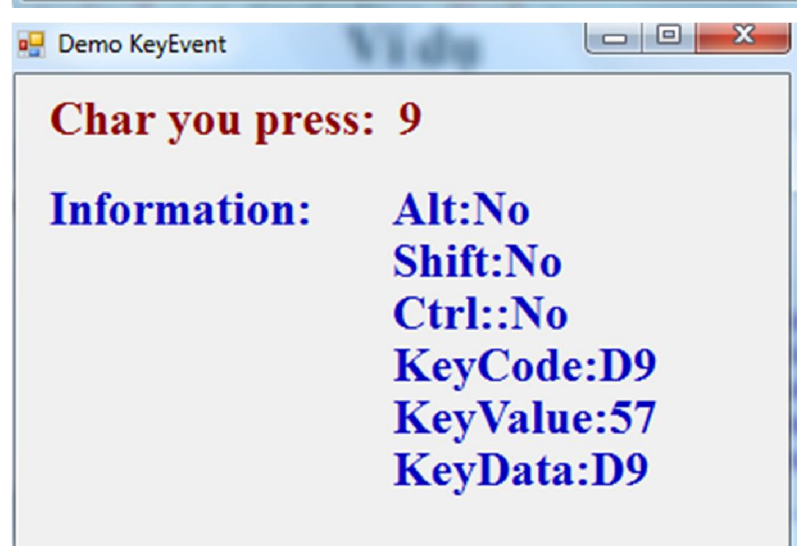 Demo KeyEvent
Char you press: 9
Information: Alt:No
Shift:No
Ctrl::No
KeyCode:D9
KeyValue:57
KeyData:D9